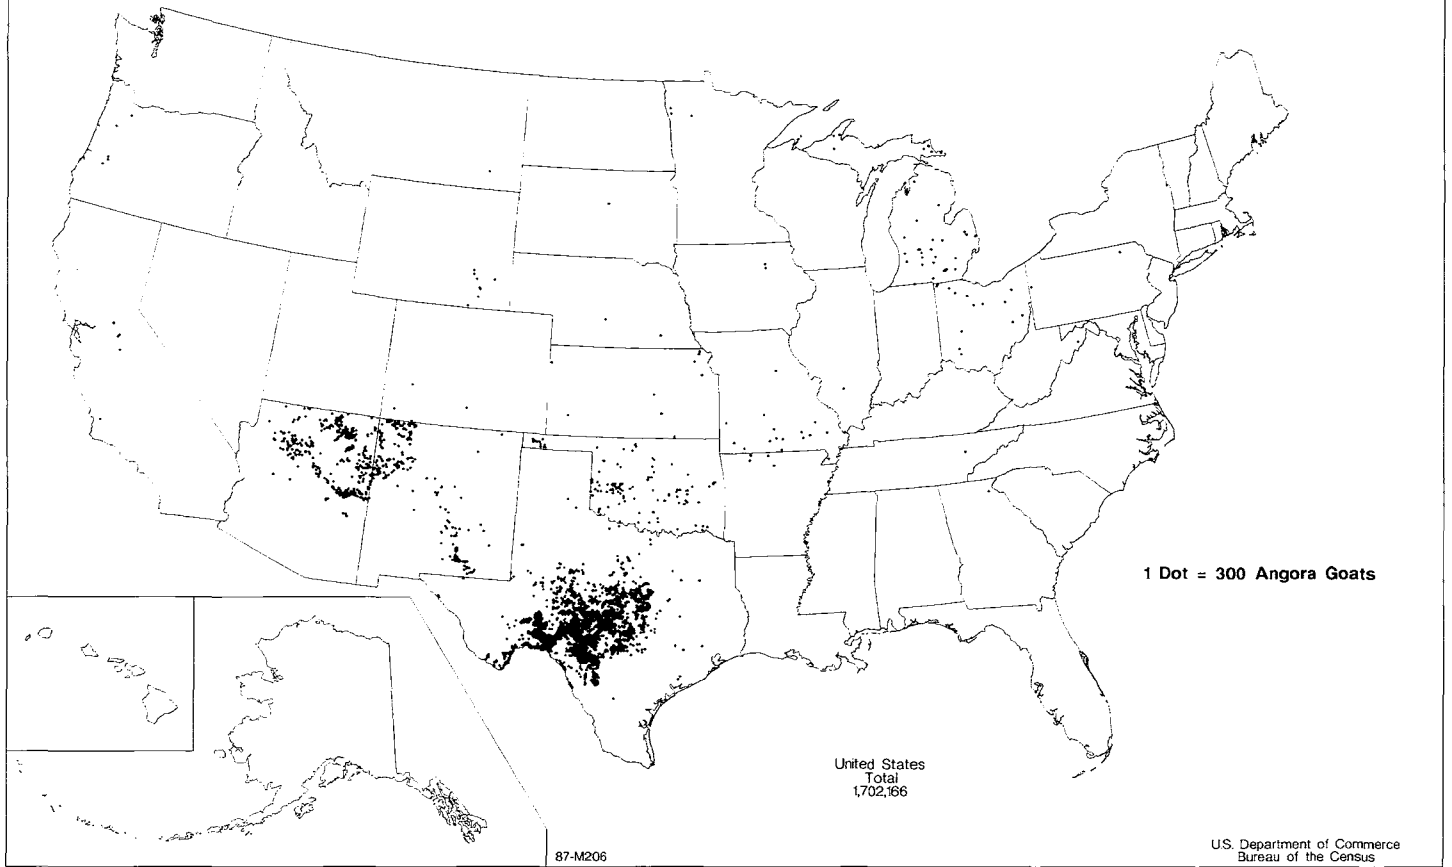 1 Dot = 300 Angora Goats
United States
Total
1,702,166
87-M206
U.S. Department of Commerce
Bureau of the Census